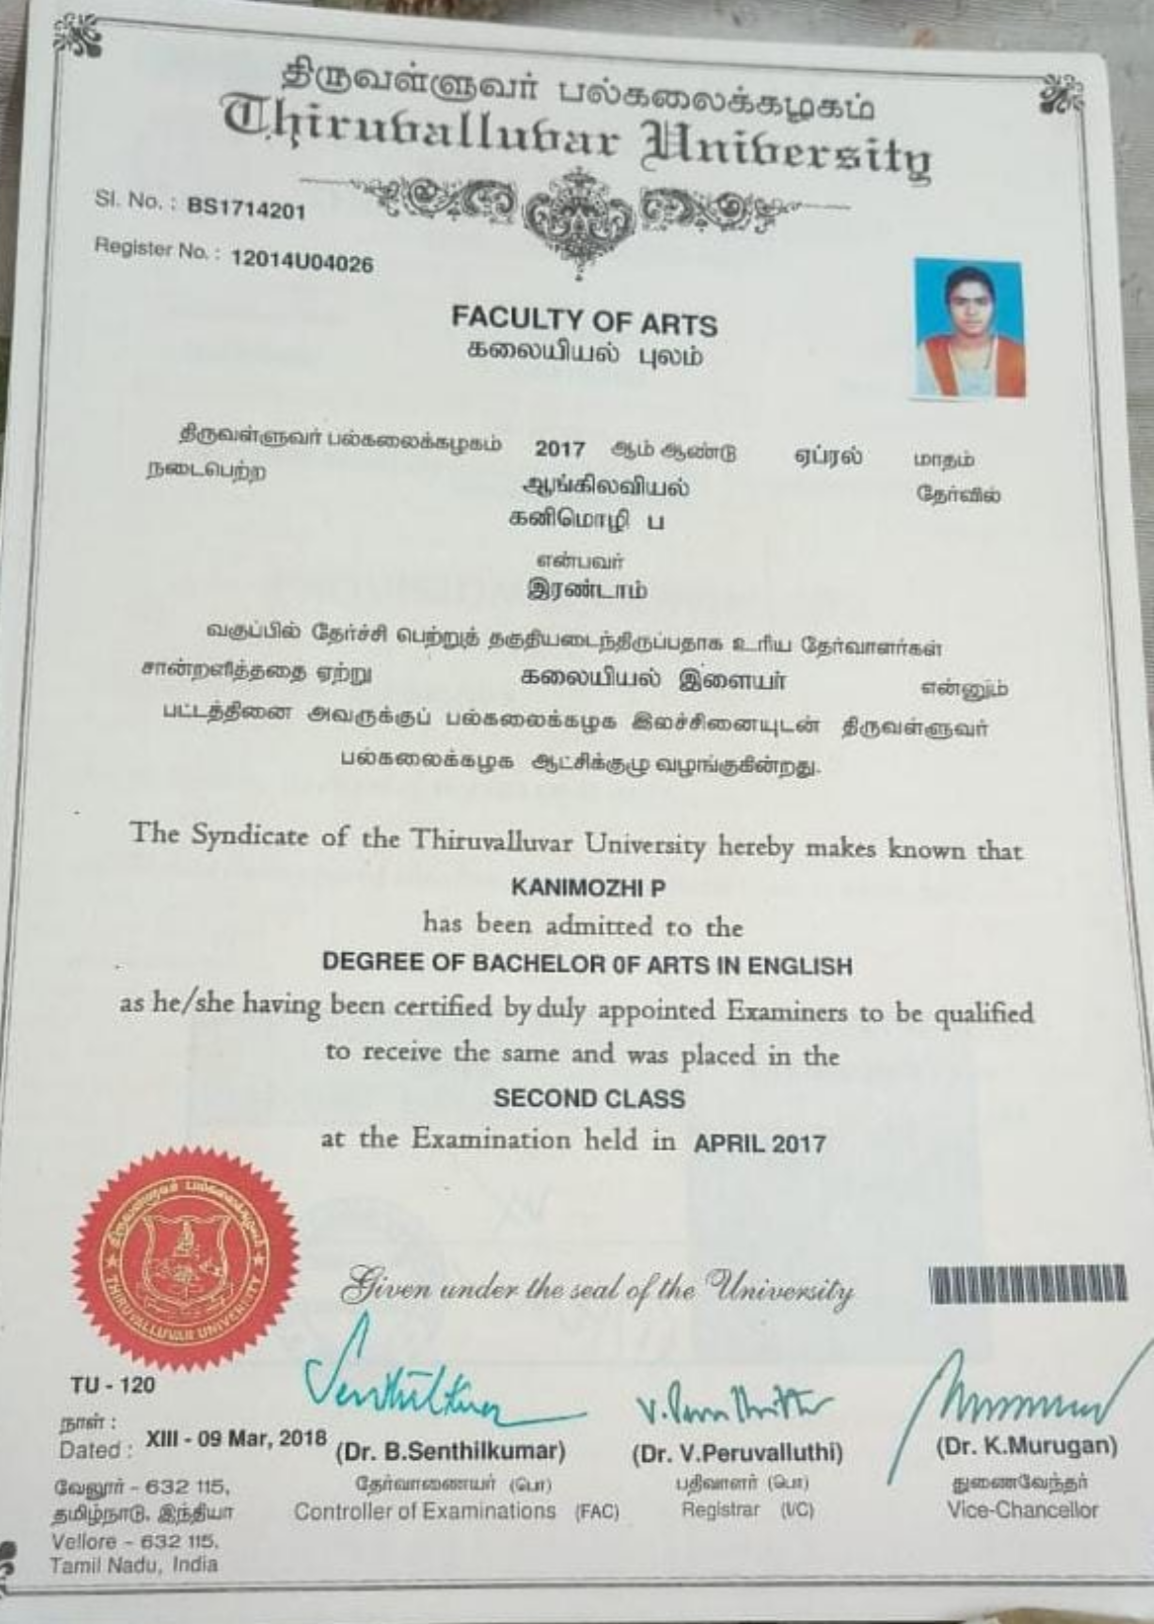 திருவள்ளுவர் பல்கலைக்கழகம்
Thiruvalluvar University
Sl. No. : BS1714201
Register No. : 12014U04026
FACULTY OF ARTS
கலையியல் புலம்
திருவள்ளுவர் பல்கலைக்கழகம் 2017 ஆம் ஆண்டு ஏப்ரல் மாதம்
நடைபெற்ற ஆங்கிலவியல் தேர்வில்
கனிமொழி ப
என்பவர்
இரண்டாம்
வகுப்பில் தேர்ச்சி பெற்றுத் தகுதியடைந்திருப்பதாக உரிய தேர்வாளர்கள்
சான்றளித்ததை ஏற்று கலையியல் இளையர் என்னும்
பட்டத்தினை அவருக்குப் பல்கலைக்கழக இலச்சினையுடன் திருவள்ளுவர்
பல்கலைக்கழக ஆட்சிக்குழு வழங்குகின்றது.
The Syndicate of the Thiruvalluvar University hereby makes known that
KANIMOZHI P
has been admitted to the
DEGREE OF BACHELOR 0F ARTS IN ENGLISH
as he/she having been certified by duly appointed Examiners to be qualified
to receive the same and was placed in the
SECOND CLASS
at the Examination held in APRIL 2017
திருவள்ளுவர் பல்கலைக்கழகம்
THIRUVALLUVAR UNIVERSITY
Given under the seal of the University
TU - 120
நாள் :
Dated : XIII - 09 Mar, 2018
வேலூர் - 632 115,
தமிழ்நாடு, இந்தியா
Vellore - 632 115.
Tamil Nadu, India
Senthilkumar
(Dr. B.Senthilkumar)
தேர்வாணையர் (பொ)
Controller of Examinations (FAC)
(Dr. V.Peruvalluthi)
பதிவாளர் (பொ)
Registrar (I/C)
(Dr. K.Murugan)
துணைவேந்தர்
Vice-Chancellor